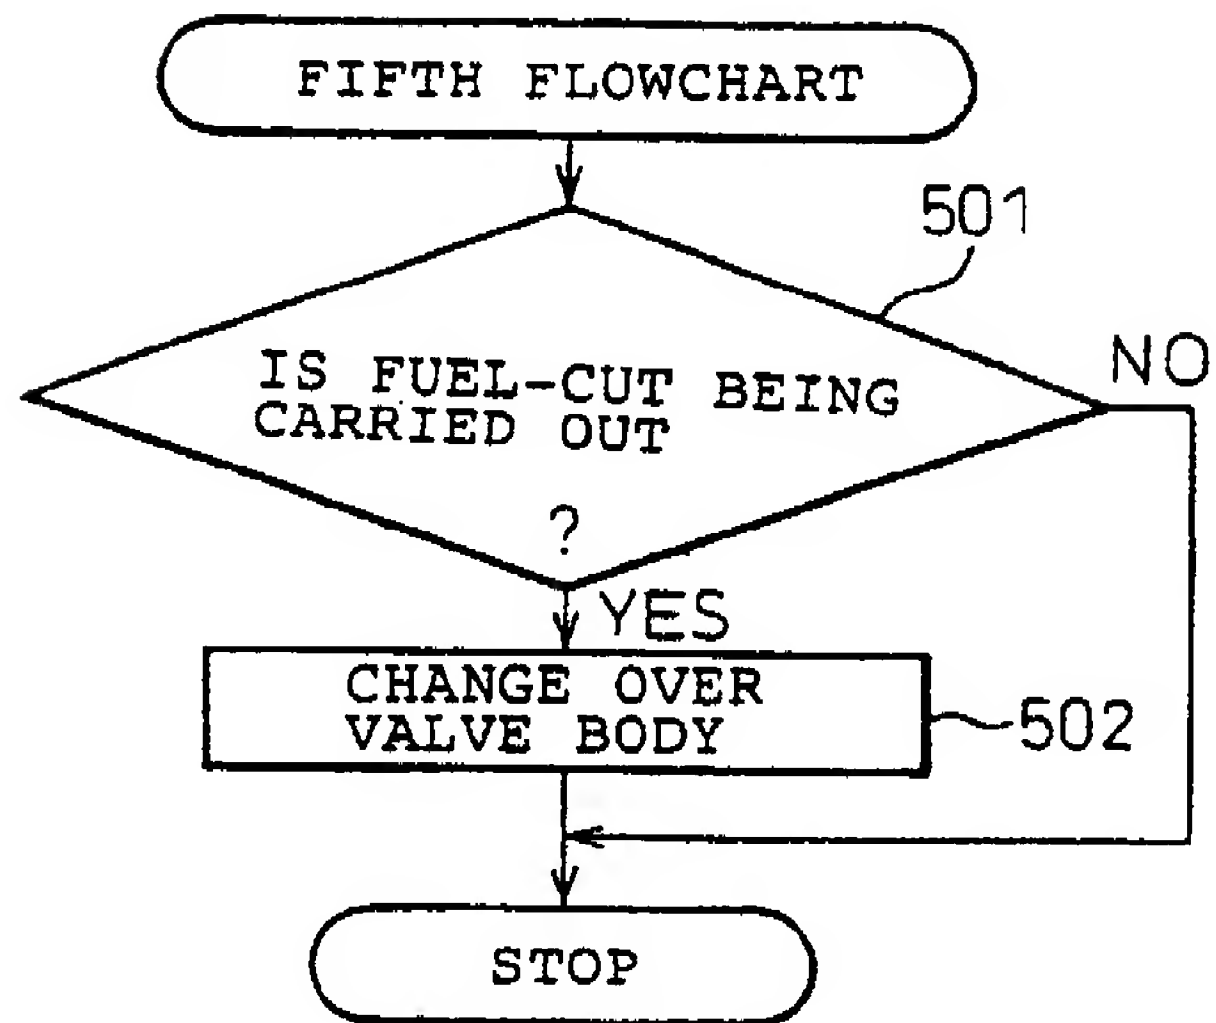 FIFTH FLOWCHART
501
IS FUEL-CUT BEING
CARRIED OUT
?
NO
YES
CHANGE OVER
VALVE BODY
502
STOP